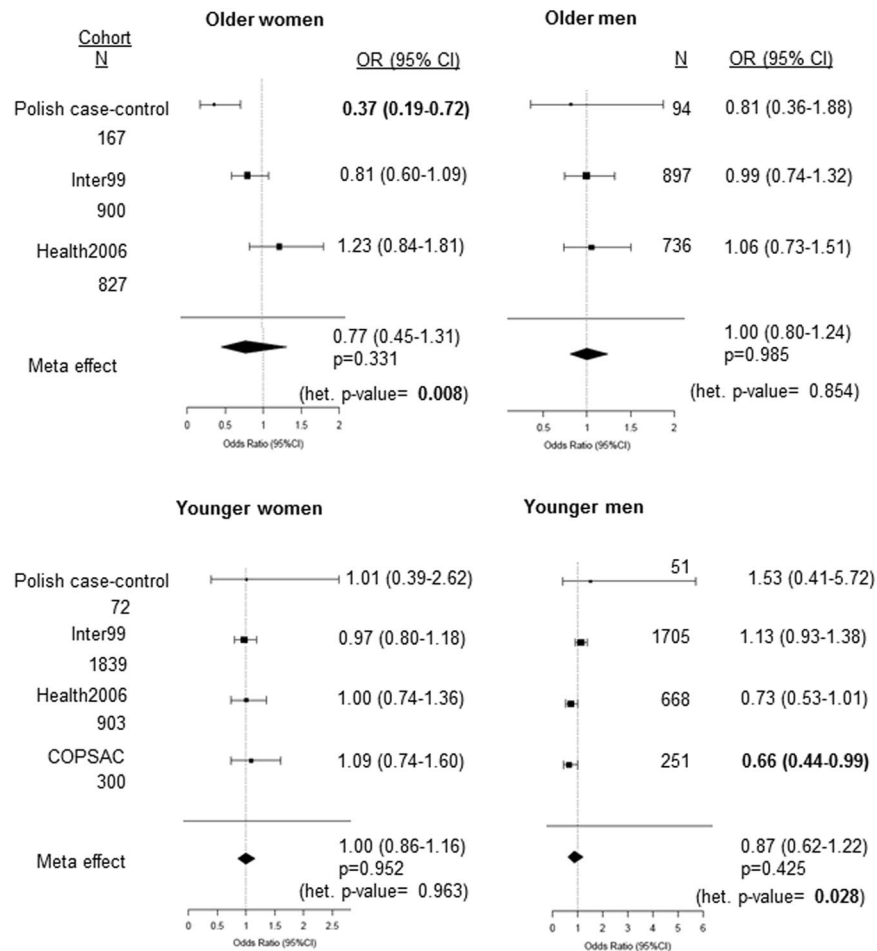 Older women
Older men
Cohort
N
OR (95% CI)
N
OR (95% CI)
Polish case-control
167
0.37 (0.19-0.72)
94
0.81 (0.36-1.88)
Inter99
900
0.81 (0.60-1.09)
897
0.99 (0.74-1.32)
Health2006
827
1.23 (0.84-1.81)
736
1.06 (0.73-1.51)
Meta effect
0.77 (0.45-1.31)
p=0.331
(het. p-value= 0.008)
1.00 (0.80-1.24)
p=0.985
(het. p-value= 0.854)
0 0.5 1 1.5 2
Odds Ratio (95%CI)
0.5 1 1.5 2
Odds Ratio (95%CI)
Younger women
Younger men
Polish case-control
72
1.01 (0.39-2.62)
51
1.53 (0.41-5.72)
Inter99
1839
0.97 (0.80-1.18)
1705
1.13 (0.93-1.38)
Health2006
903
1.00 (0.74-1.36)
668
0.73 (0.53-1.01)
COPSAC
300
1.09 (0.74-1.60)
251
0.66 (0.44-0.99)
Meta effect
1.00 (0.86-1.16)
p=0.952
(het. p-value= 0.963)
0.87 (0.62-1.22)
p=0.425
(het. p-value= 0.028)
0 0.5 1 1.5 2 2.5
Odds Ratio (95%CI)
0 1 2 3 4 5 6
Odds Ratio (95%CI)